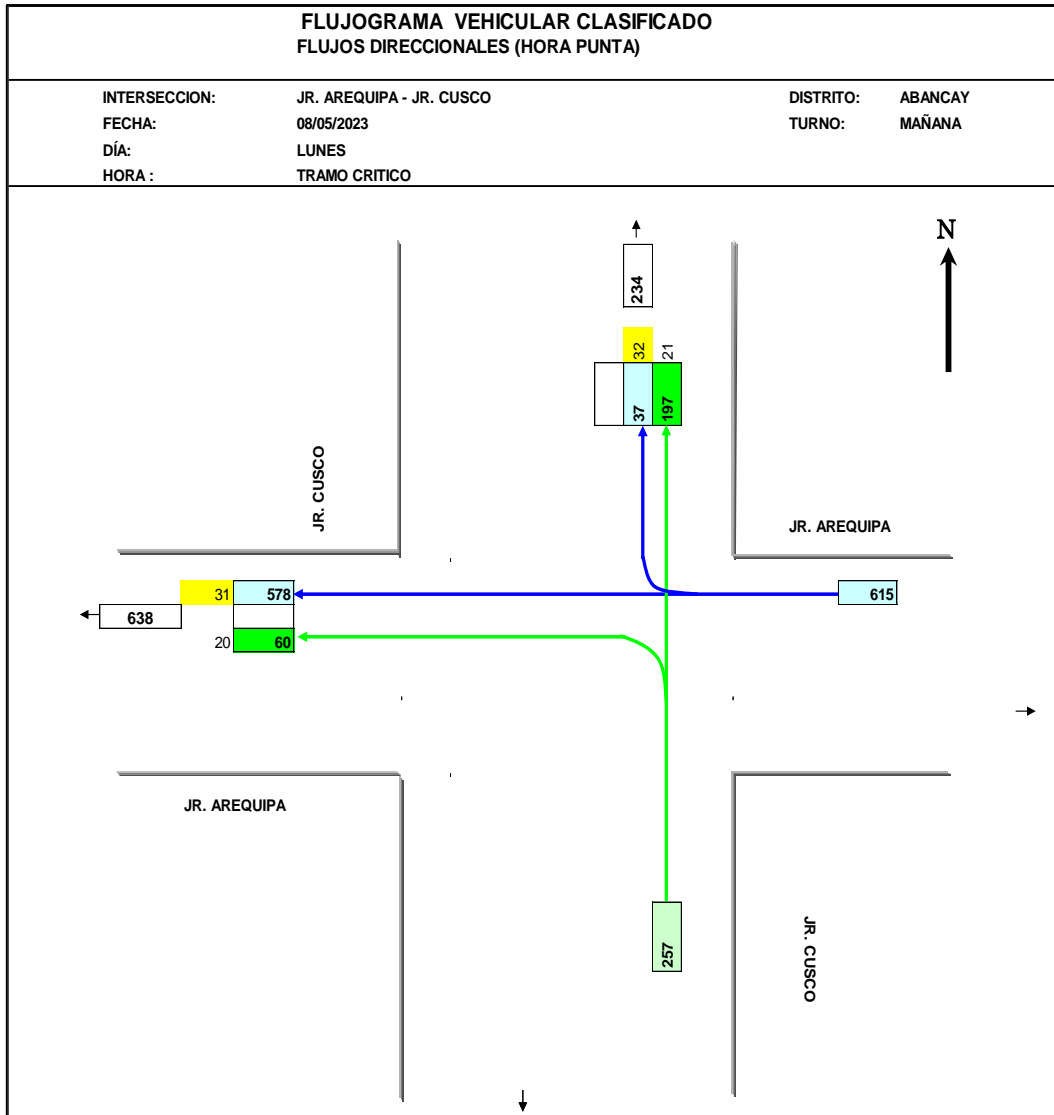 FLUJOGRAMA VEHICULAR CLASIFICADO
FLUJOS DIRECCIONALES (HORA PUNTA)
INTERSECCION: JR. AREQUIPA - JR. CUSCO DISTRITO: ABANCAY
FECHA: 08/05/2023 TURNO: MAÑANA
DÍA: LUNES
HORA : TRAMO CRITICO
N
234
32 21
37 197
JR. CUSCO
JR. AREQUIPA
31 578 615
638
20 60
JR. AREQUIPA
257
JR. CUSCO